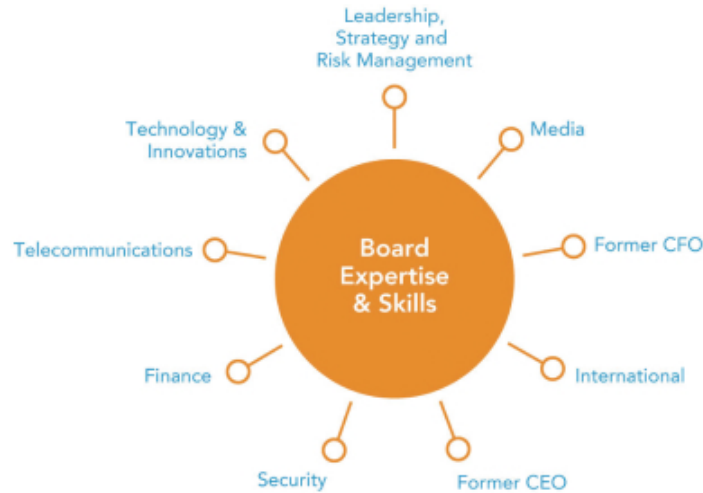 Leadership,
Strategy and
Risk Management
Technology &
Innovations
Media
Telecommunications
Board
Expertise
& Skills
Former CFO
Finance
International
Security
Former CEO